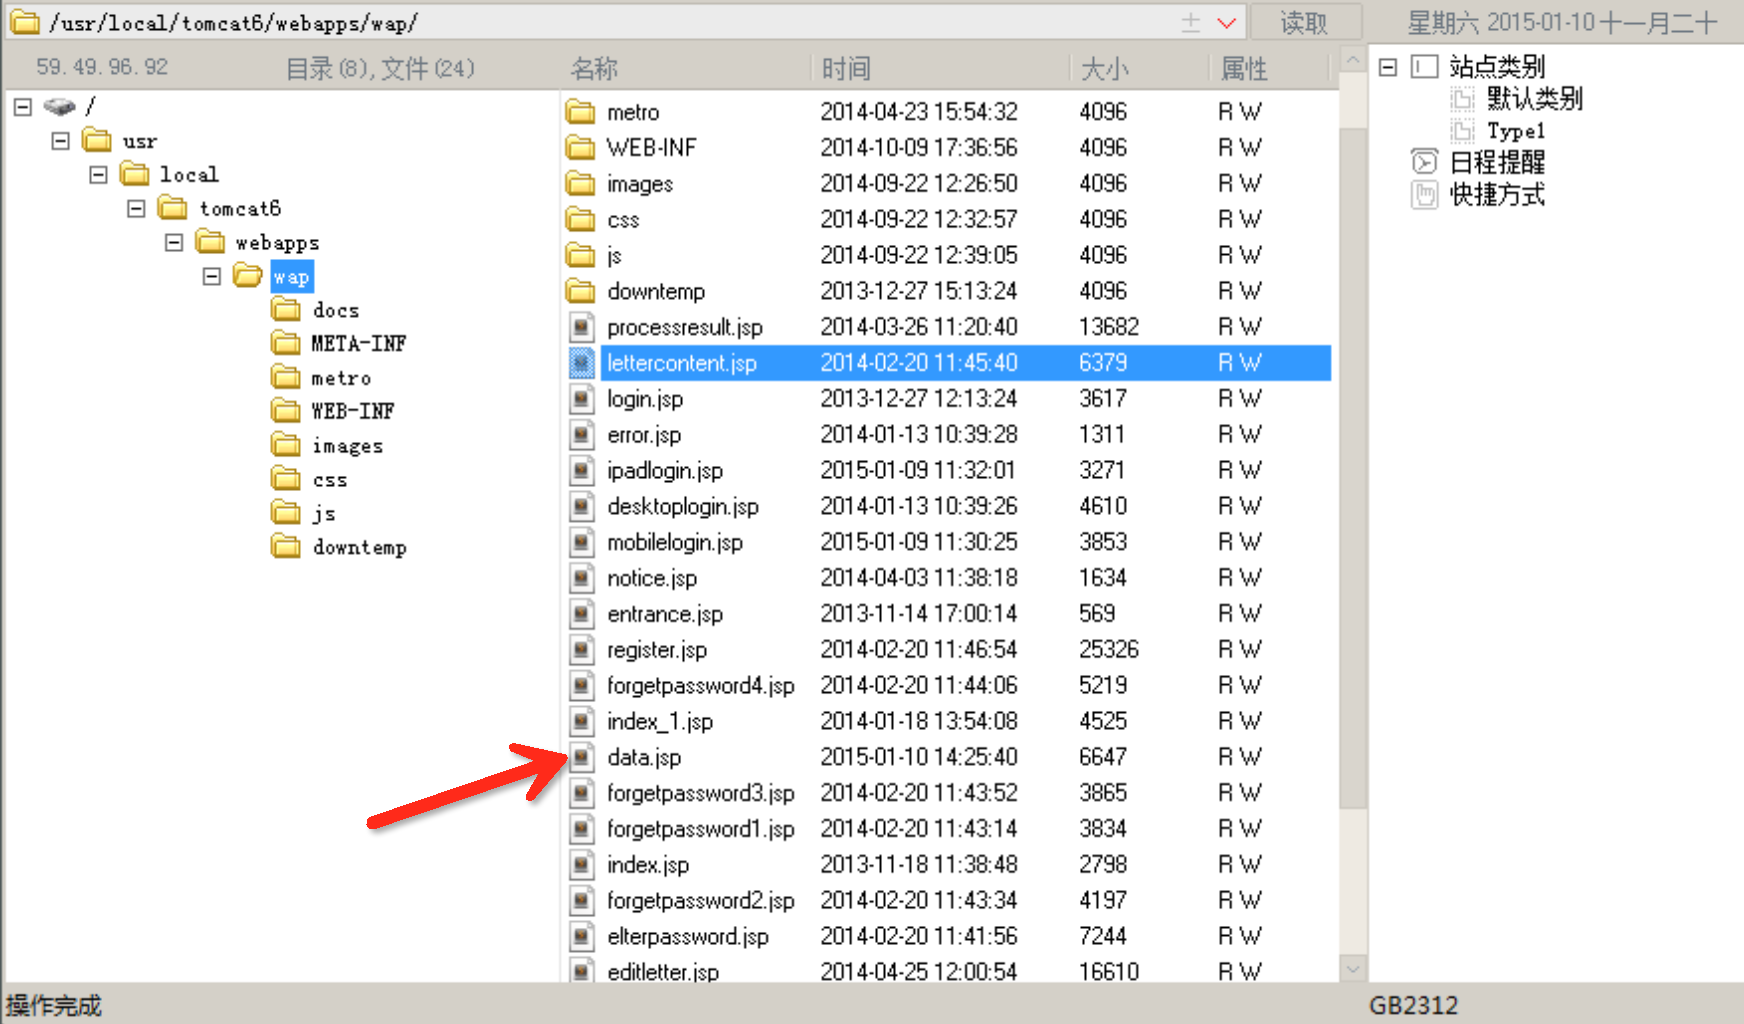 /usr/local/tomcat6/webapps/wap/ 读取 星期六 2015-01-10 十一月二十
59.49.96.92 目录(8),文件(24) 名称 时间 大小 属性
/
usr
local
tomcat6
webapps
wap
docs
META-INF
metro
WEB-INF
images
css
js
downtemp
metro 2014-04-23 15:54:32 4096 R W
WEB-INF 2014-10-09 17:36:56 4096 R W
images 2014-09-22 12:26:50 4096 R W
css 2014-09-22 12:32:57 4096 R W
js 2014-09-22 12:39:05 4096 R W
downtemp 2013-12-27 15:13:24 4096 R W
processresult.jsp 2014-03-26 11:20:40 13682 R W
lettercontent.jsp 2014-02-20 11:45:40 6379 R W
login.jsp 2013-12-27 12:13:24 3617 R W
error.jsp 2014-01-13 10:39:28 1311 R W
ipadlogin.jsp 2015-01-09 11:32:01 3271 R W
desktoplogin.jsp 2014-01-13 10:39:26 4610 R W
mobilelogin.jsp 2015-01-09 11:30:25 3853 R W
notice.jsp 2014-04-03 11:38:18 1634 R W
entrance.jsp 2013-11-14 17:00:14 569 R W
register.jsp 2014-02-20 11:46:54 25326 R W
forgetpassword4.jsp 2014-02-20 11:44:06 5219 R W
index_1.jsp 2014-01-18 13:54:08 4525 R W
data.jsp 2015-01-10 14:25:40 6647 R W
forgetpassword3.jsp 2014-02-20 11:43:52 3865 R W
forgetpassword1.jsp 2014-02-20 11:43:14 3834 R W
index.jsp 2013-11-18 11:38:48 2798 R W
forgetpassword2.jsp 2014-02-20 11:43:34 4197 R W
elterpassword.jsp 2014-02-20 11:41:56 7244 R W
editletter.jsp 2014-04-25 12:00:54 16610 R W
站点类别
默认类别
Type1
日程提醒
快捷方式
操作完成 GB2312